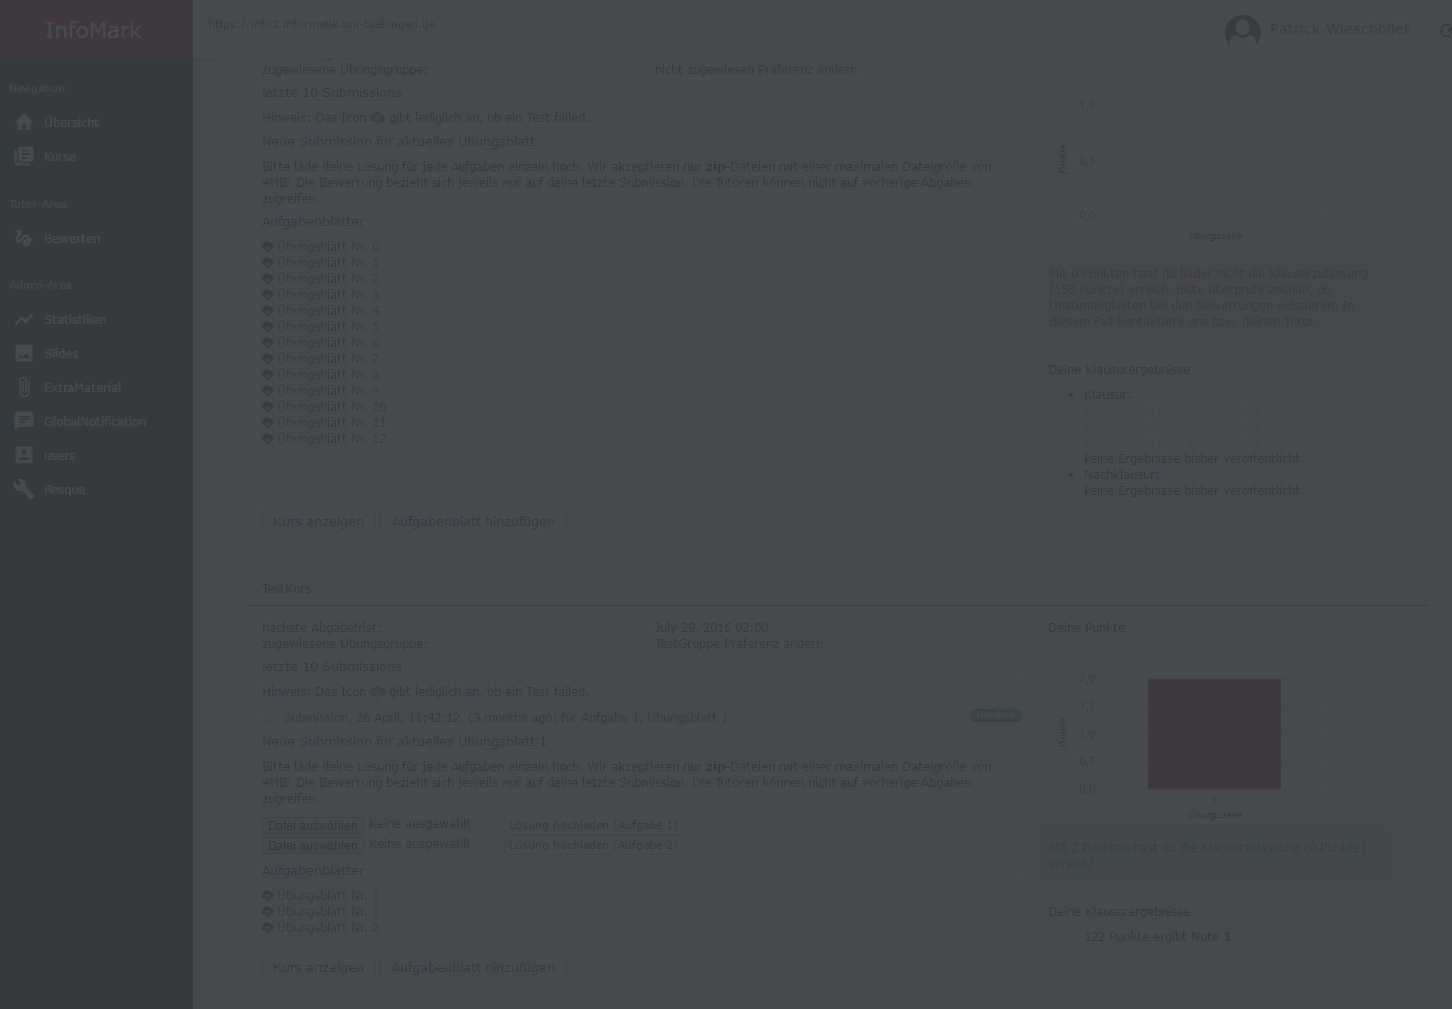 InfoMark
https://info2.informatik.uni-tuebingen.de
Patrick Wieschollek
Navigation
Übersicht
Kurse
Tutor-Area
Bewerten
Admin-Area
Statistiken
Slides
ExtraMaterial
GlobalNotification
users
Resque
zugewiesene Übungsgruppe: nicht zugewiesen Präferenz ändern
letzte 10 Submissions
Hinweis: Das Icon gibt lediglich an, ob ein Test failed.
Neue Submission für aktuelles Übungsblatt
Bitte lade deine Lösung für jede Aufgaben einzeln hoch. Wir akzeptieren nur zip-Dateien mit einer maximalen Dateigröße von
4MB! Die Bewertung bezieht sich jeweils nur auf deine letzte Submission. Die Tutoren können nicht auf vorherige Abgaben
zugreifen.
Aufgabenblätter
Übungsblatt Nr. 0
Übungsblatt Nr. 1
Übungsblatt Nr. 2
Übungsblatt Nr. 3
Übungsblatt Nr. 4
Übungsblatt Nr. 5
Übungsblatt Nr. 6
Übungsblatt Nr. 7
Übungsblatt Nr. 8
Übungsblatt Nr. 9
Übungsblatt Nr. 10
Übungsblatt Nr. 11
Übungsblatt Nr. 12
Kurs anzeigen
Aufgabenblatt hinzufügen
1,0
0,5
0,0
Punkte
Übungsserie
Mit 0 Punkten hast du leider nicht die Klausurzulassung
(150 Punkte) erreich. Bitte überprüfe zeitnah, ob
Unstimmigkeiten bei den Bewertungen existieren. In
diesem Fall kontaktiere uns bzw. deinen Tutor.
Deine Klausurergebnisse
Klausur:
keine Ergebnisse bisher veröffentlicht
Nachklausur:
keine Ergebnisse bisher veröffentlicht
TestKurs
nächste Abgabefrist: July 29, 2016 02:00
zugewiesene Übungsgruppe: TestGruppe Präferenz ändern
letzte 10 Submissions
Hinweis: Das Icon gibt lediglich an, ob ein Test failed.
Submission, 26 April, 11:42:12, (3 months ago) für Aufgabe 1, Übungsblatt 1
Neue Submission für aktuelles Übungsblatt 1
Bitte lade deine Lösung für jede Aufgaben einzeln hoch. Wir akzeptieren nur zip-Dateien mit einer maximalen Dateigröße von
4MB! Die Bewertung bezieht sich jeweils nur auf deine letzte Submission. Die Tutoren können nicht auf vorherige Abgaben
zugreifen.
Datei auswählen Keine ausgewählt Lösung hochladen (Aufgabe 1)
Datei auswählen Keine ausgewählt Lösung hochladen (Aufgabe 2)
Aufgabenblätter
Übungsblatt Nr. 1
Übungsblatt Nr. 1
Übungsblatt Nr. 2
Kurs anzeigen
Aufgabenblatt hinzufügen
Deine Punkte
2,0
1,5
1,0
0,5
0,0
Punkte
1
Übungsserie
Mit 2 Punkten hast du die Klausurzulassung (0 Punkte)
erreich!
Deine Klausurergebnisse
122 Punkte ergibt Note 1